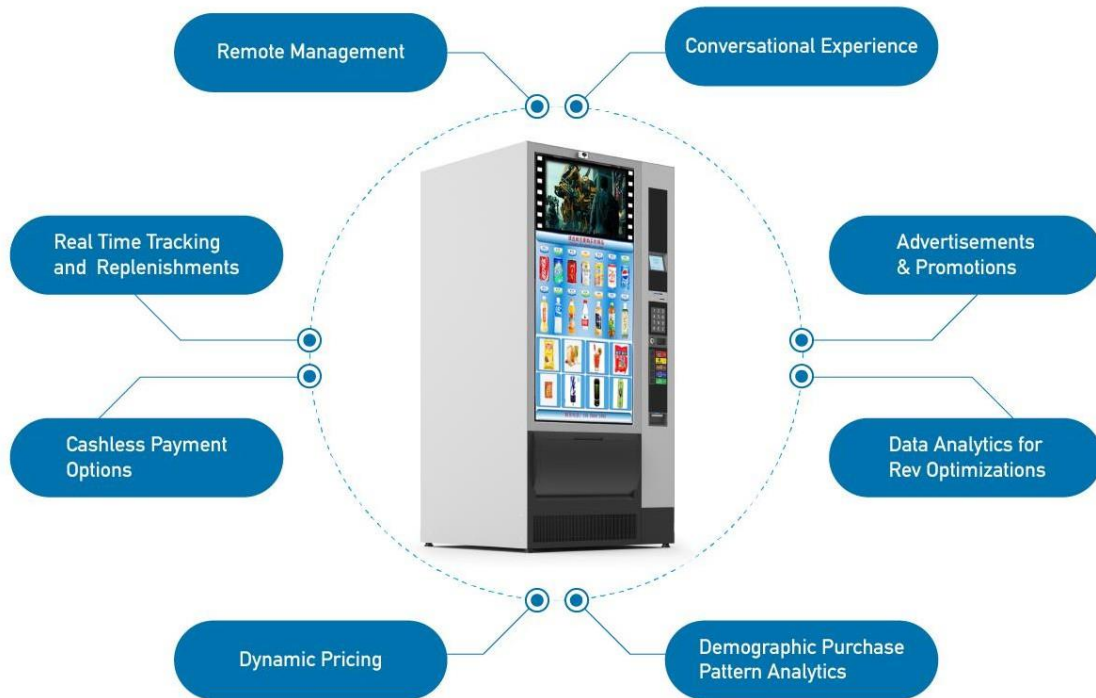 Remote Management
Conversational Experience
Real Time Tracking
and Replenishments
Advertisements
& Promotions
Cashless Payment
Options
Data Analytics for
Rev Optimizations
Dynamic Pricing
Demographic Purchase
Pattern Analytics